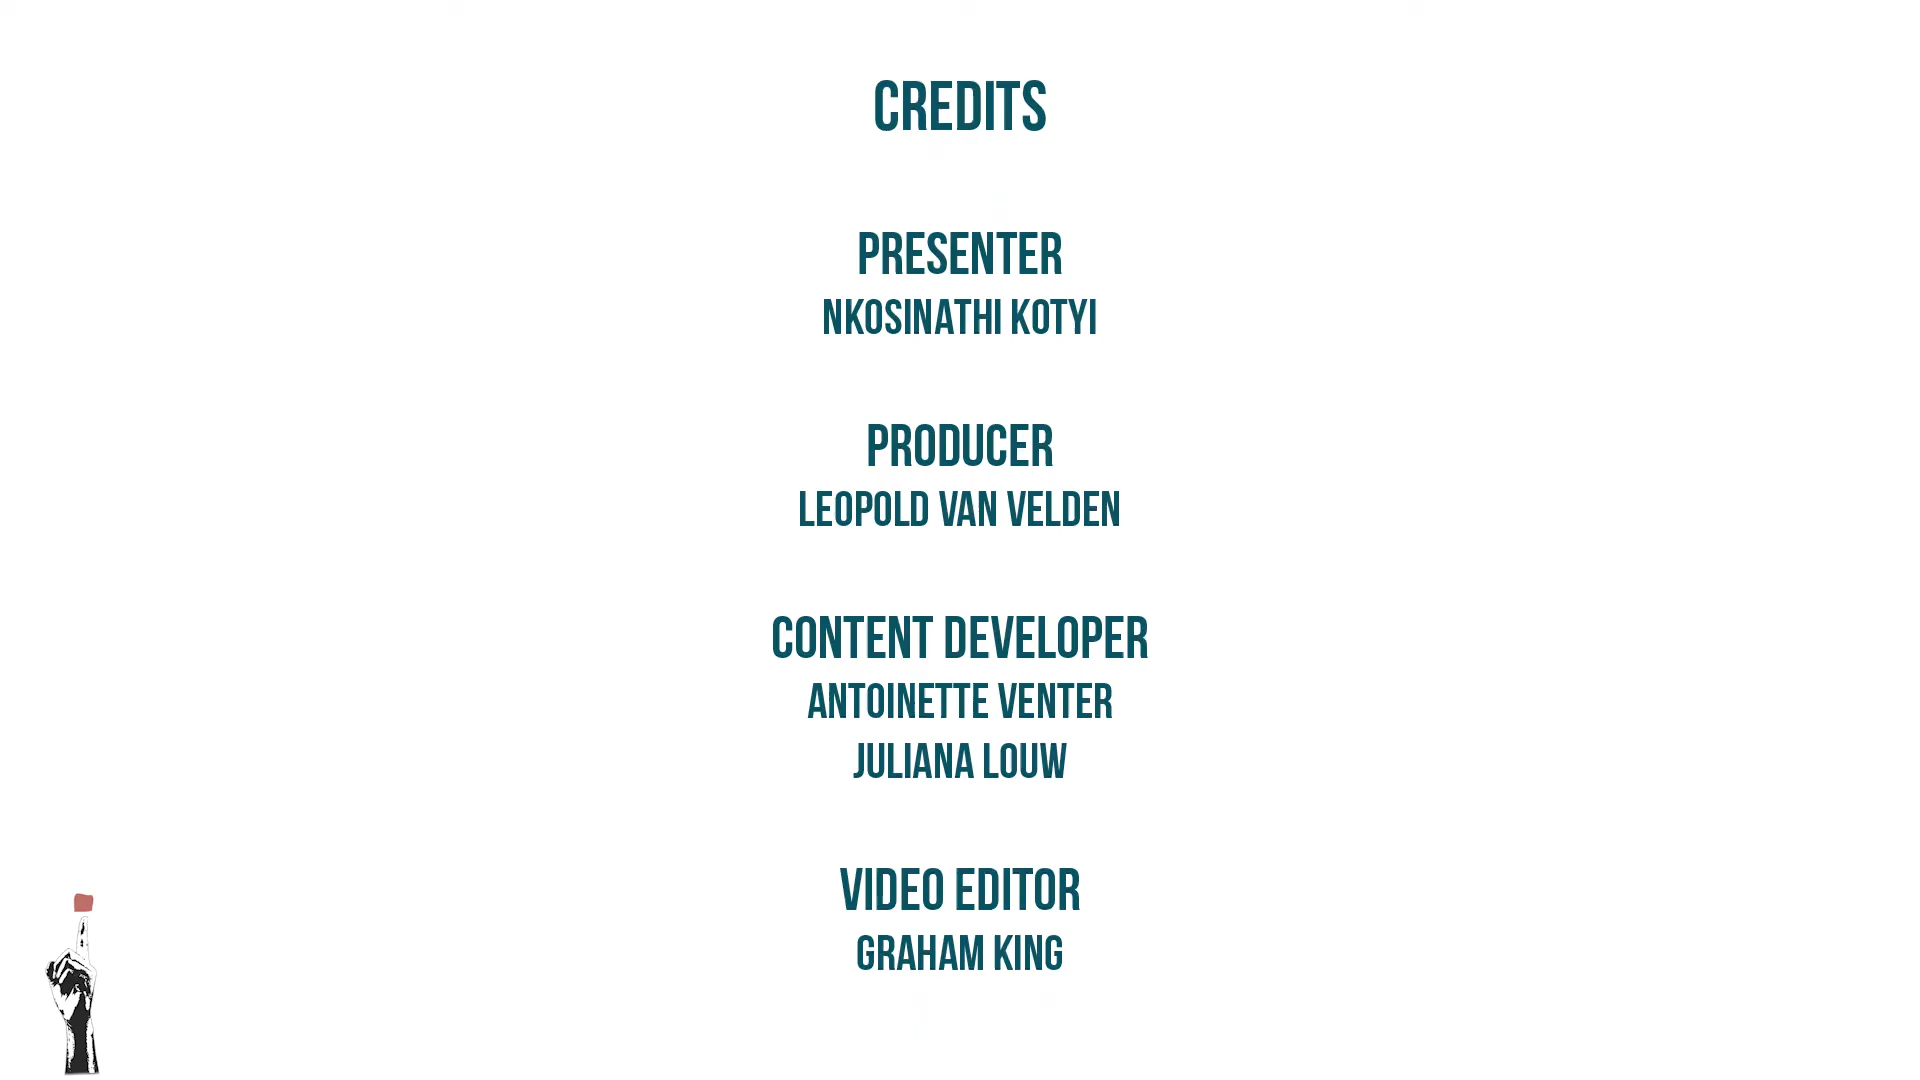 CREDITS
PRESENTER
NKOSINATHI KOTYI
PRODUCER
LEOPOLD VAN VELDEN
CONTENT DEVELOPER
ANTOINETTE VENTER
JULIANA LOUW
VIDEO EDITOR
GRAHAM KING